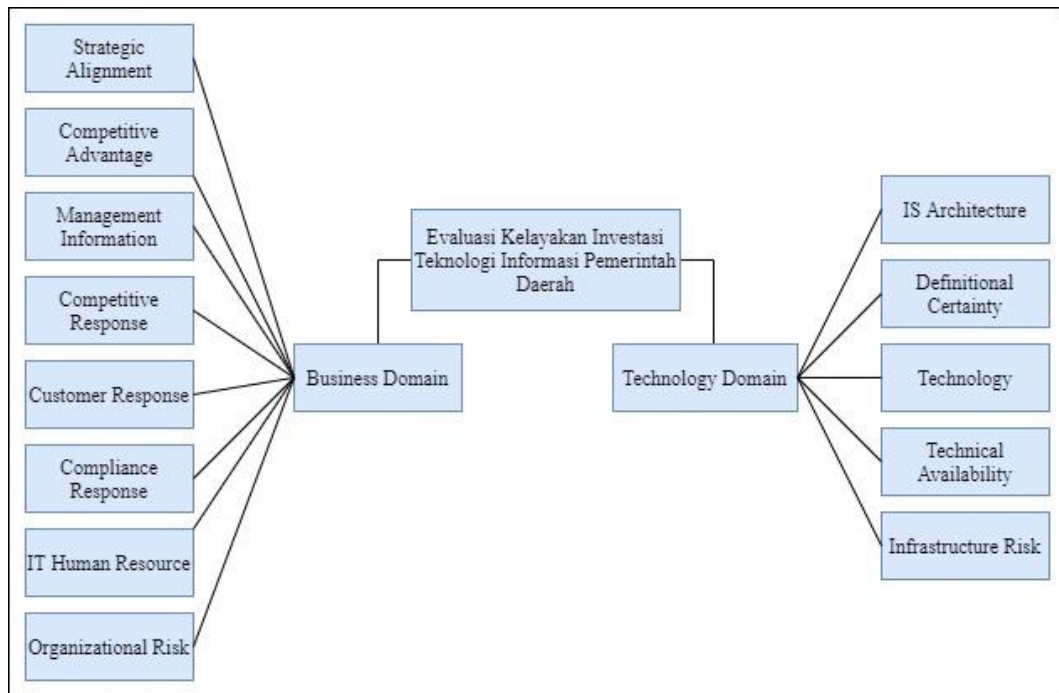 Strategic
Alignment
Competitive
Advantage
Management
Information
Competitive
Response
Customer Response
Compliance
Response
IT Human Resource
Organizational Risk
Business Domain
Evaluasi Kelayakan Investasi
Teknologi Informasi Pemerintah
Daerah
Technology Domain
IS Architecture
Definitional
Certainty
Technology
Technical
Availability
Infrastructure Risk